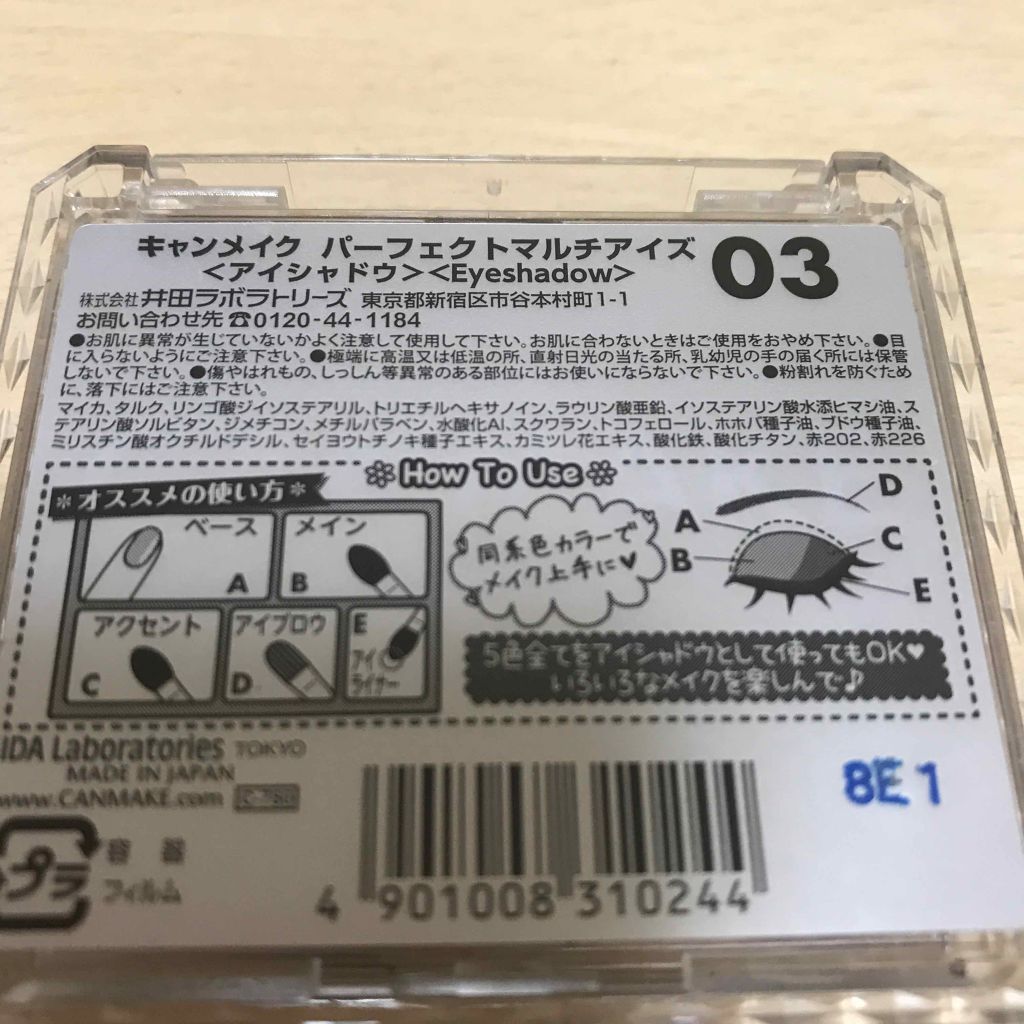 キャンメイク パーフェクトマルチアイズ
<アイシャドウ><Eyeshadow>
03
株式会社 井田ラボラトリーズ 東京都新宿区市谷本村町1-1
お問い合わせ先☎0120-44-1184
●お肌に異常が生じていないかよく注意して使用して下さい。お肌に合わないときはご使用をおやめ下さい。●目
に入らないようにご注意下さい。●極端に高温又は低温の所、直射日光の当たる所、乳幼児の手の届く所には保管
しないで下さい。●傷やはれもの、しっしん等異常のある部位にはお使いにならないで下さい。●粉割れを防ぐため
に、落下にはご注意下さい。
マイカ、タルク、リンゴ酸ジイソステアリル、トリエチルヘキサノイン、ラウリン酸亜鉛、イソステアリン酸水添ヒマシ油、ス
テアリン酸ソルビタン、ジメチコン、メチルパラベン、水酸化Al、スクワラン、トコフェロール、ホホバ種子油、ブドウ種子油、
ミリスチン酸オクチルドデシル、セイヨウトチノキ種子エキス、カミツレ花エキス、酸化鉄、酸化チタン、赤202、赤226
How To Use
*オススメの使い方*
ベース
A
メイン
B
アクセント
C
アイブロウ
D
E
アイ
ライナー
同系色カラーで
メイク上手に♥
A
B
D
C
E
5色全てをアイシャドウとして使ってもOK♥
いろいろなメイクを楽しんで♪
IDA Laboratories TOKYO
MADE IN JAPAN
www.CANMAKE.com
プラ
容器
フィルム
4 901008 310244
8E1